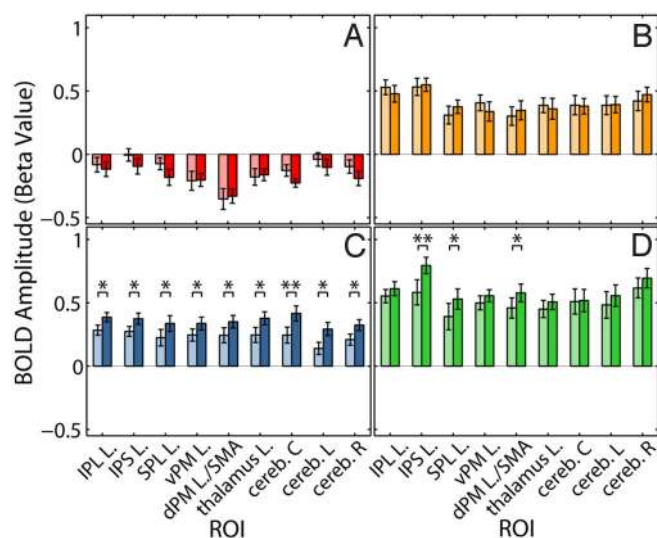 A
B
1
0.5
0
−0.5
BOLD Amplitude (Beta Value)
C
D
* * * * * * ** * *
** * *
1
0.5
0
−0.5
IPL L.
IPS L.
SPL L.
vPM L.
dPM L./SMA
thalamus L.
cereb. C
cereb. L
cereb. R
IPL L.
IPS L.
SPL L.
vPM L.
dPM L./SMA
thalamus L.
cereb. C
cereb. L
cereb. R
ROI
ROI